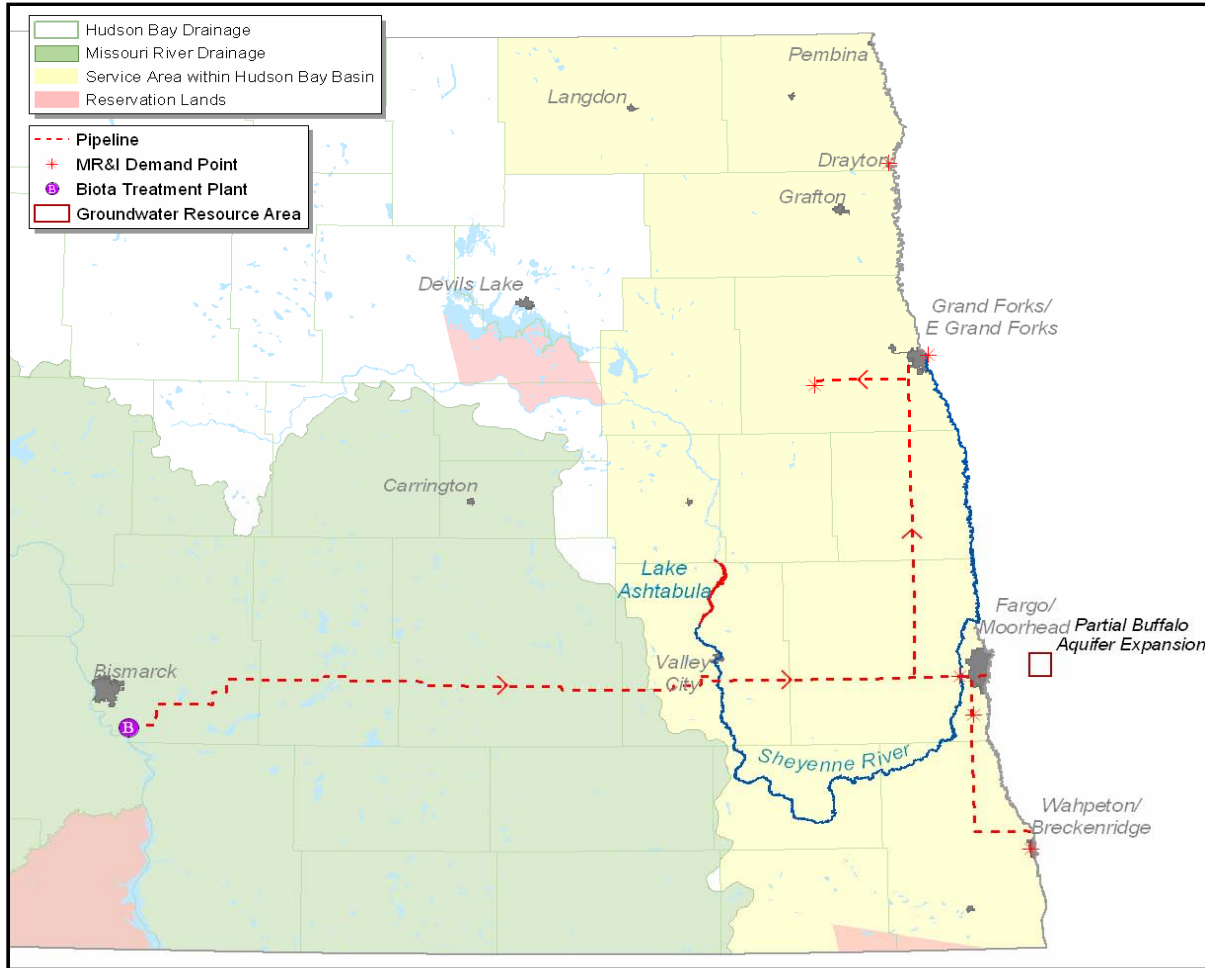 Hudson Bay Drainage
Missouri River Drainage
Service Area within Hudson Bay Basin
Reservation Lands
Pipeline
MR&I Demand Point
B
Biota Treatment Plant
Groundwater Resource Area
Pembina
Langdon
Drayton
Grafton
Devils Lake
Grand Forks/
E Grand Forks
Carrington
Lake
Ashtabula
Fargo/
Moorhead
Partial Buffalo
Aquifer Expansion
Valley
City
Bismarck
B
Sheyenne River
Wahpeton/
Breckenridge